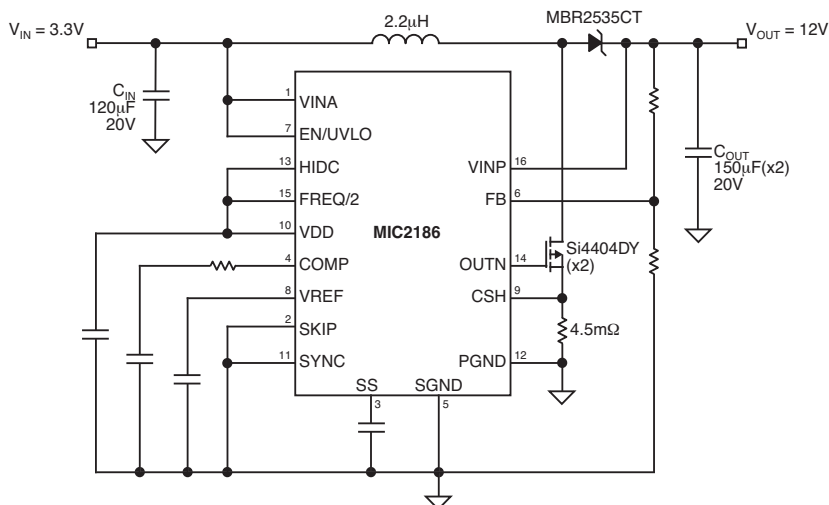 2.2µH
MBR2535CT
V_IN = 3.3V
V_OUT = 12V
C_IN
120µF
20V
1
VINA
7
EN/UVLO
13
HIDC
15
FREQ/2
10
VDD
4
COMP
8
VREF
2
SKIP
11
SYNC
MIC2186
VINP
16
FB
6
OUTN
14
CSH
9
PGND
12
SS
3
SGND
5
Si4404DY
(x2)
4.5mΩ
C_OUT
150µF(x2)
20V